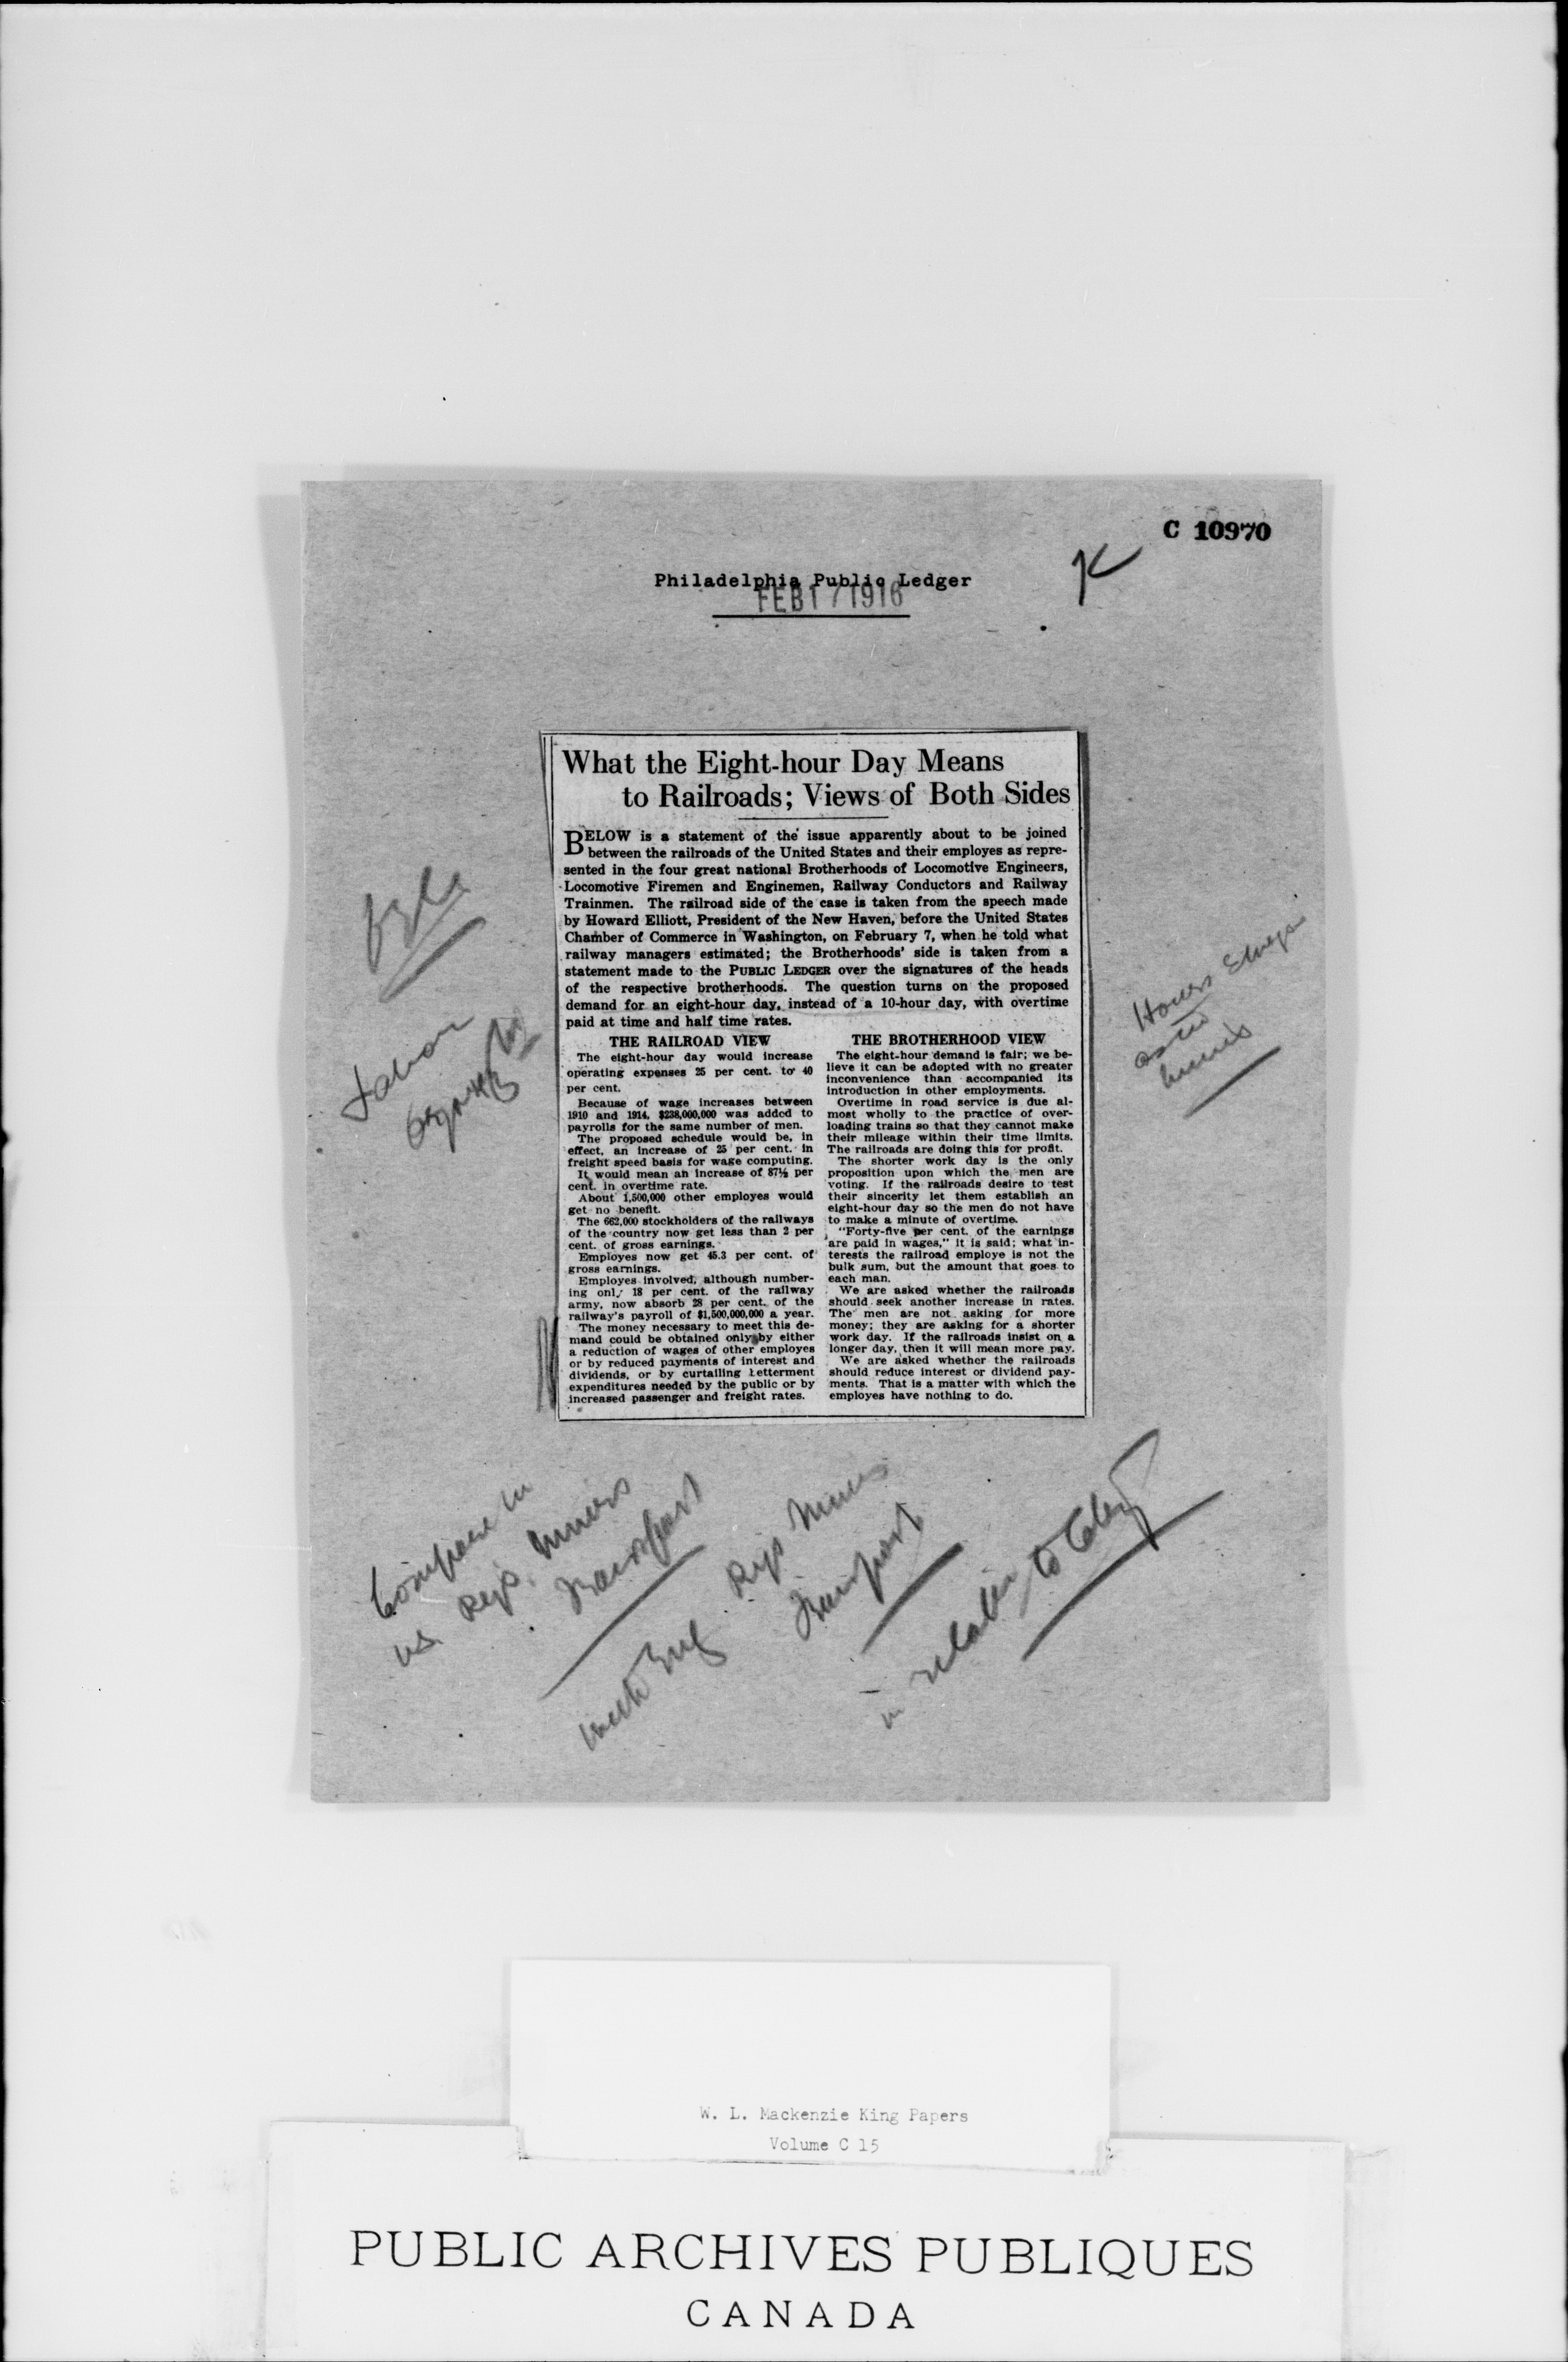 C 10970
Philadelphia Public Ledger
FEB 17 1916
What the Eight-hour Day Means
to Railroads; Views of Both Sides
BELOW is a statement of the issue apparently about to be joined
between the railroads of the United States and their employes as repre-
sented in the four great national Brotherhoods of Locomotive Engineers,
Locomotive Firemen and Enginemen, Railway Conductors and Railway
Trainmen. The railroad side of the case is taken from the speech made
by Howard Elliott, President of the New Haven, before the United States
Chamber of Commerce in Washington, on February 7, when he told what
railway managers estimated; the Brotherhoods' side is taken from a
statement made to the PUBLIC LEDGER over the signatures of the heads
of the respective brotherhoods. The question turns on the proposed
demand for an eight-hour day, instead of a 10-hour day, with overtime
paid at time and half time rates.
THE RAILROAD VIEW
The eight-hour day would increase
operating expenses 25 per cent. to 40
per cent.
Because of wage increases between
1910 and 1914, $238,000,000 was added to
payrolls for the same number of men.
The proposed schedule would be, in
effect, an increase of 25 per cent. in
freight speed basis for wage computing.
It would mean an increase of 87½ per
cent. in overtime rate.
About 1,500,000 other employes would
get no benefit.
The 662,000 stockholders of the railways
of the country now get less than 2 per
cent. of gross earnings.
Employes now get 45.3 per cent. of
gross earnings.
Employes involved, although number-
ing only 18 per cent. of the railway
army, now absorb 28 per cent. of the
railway's payroll of $1,500,000,000 a year.
The money necessary to meet this de-
mand could be obtained only by either
a reduction of wages of other employes
or by reduced payments of interest and
dividends, or by curtailing betterment
expenditures needed by the public or by
increased passenger and freight rates.
THE BROTHERHOOD VIEW
The eight-hour demand is fair; we be-
lieve it can be adopted with no greater
inconvenience than accompanied its
introduction in other employments.
Overtime in road service is due al-
most wholly to the practice of over-
loading trains so that they cannot make
their mileage within their time limits.
The railroads are doing this for profit.
The shorter work day is the only
proposition upon which the men are
voting. If the railroads desire to test
their sincerity let them establish an
eight-hour day so the men do not have
to make a minute of overtime.
"Forty-five per cent. of the earnings
are paid in wages," it is said; what in-
terests the railroad employe is not the
bulk sum, but the amount that goes to
each man.
We are asked whether the railroads
should seek another increase in rates.
The men are not asking for more
money; they are asking for a shorter
work day. If the railroads insist on a
longer day, then it will mean more pay.
We are asked whether the railroads
should reduce interest or dividend pay-
ments. That is a matter with which the
employes have nothing to do.
Labor
Hours
Compare
Rys. Miners
Transport
with Eng Rys Miners
Transport
in relation to
W. L. Mackenzie King Papers
Volume C 15
PUBLIC ARCHIVES PUBLIQUES
CANADA